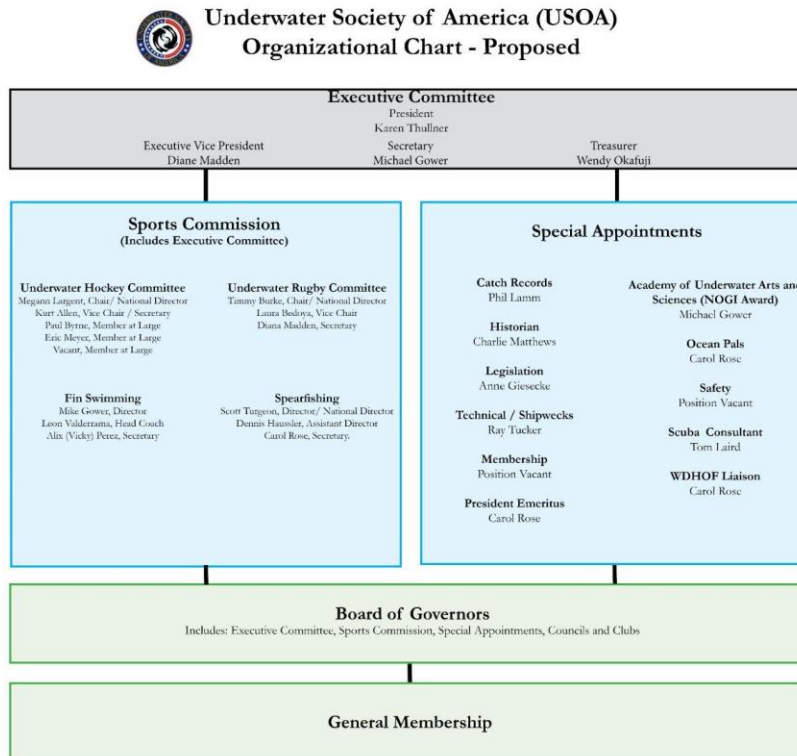 Underwater Society of America (USOA)
Organizational Chart - Proposed
Executive Committee
President
Karen Thullner
Executive Vice President
Diane Madden
Secretary
Michael Gower
Treasurer
Wendy Okafuji
Sports Commission
(Includes Executive Committee)
Underwater Hockey Committee
Megann Largent, Chair/ National Director
Kurt Allen, Vice Chair / Secretary
Paul Byrne, Member at Large
Eric Meyer, Member at Large
Vacant, Member at Large
Underwater Rugby Committee
Timmy Burke, Chair/ National Director
Laura Bedoya, Vice Chair
Diana Madden, Secretary
Fin Swimming
Mike Gower, Director
Leon Valderrama, Head Coach
Alix (Vicky) Perez, Secretary
Spearfishing
Scott Turgeon, Director/ National Director
Dennis Haussler, Assistant Director
Carol Rose, Secretary.
Special Appointments
Catch Records
Phil Lamm
Historian
Charlie Matthews
Legislation
Anne Giesecke
Technical / Shipwecks
Ray Tucker
Membership
Position Vacant
President Emeritus
Carol Rose
Academy of Underwater Arts and
Sciences (NOGI Award)
Michael Gower
Ocean Pals
Carol Rose
Safety
Position Vacant
Scuba Consultant
Tom Laird
WDHOF Liaison
Carol Rose
Board of Governors
Includes: Executive Committee, Sports Commission, Special Appointments, Councils and Clubs
General Membership